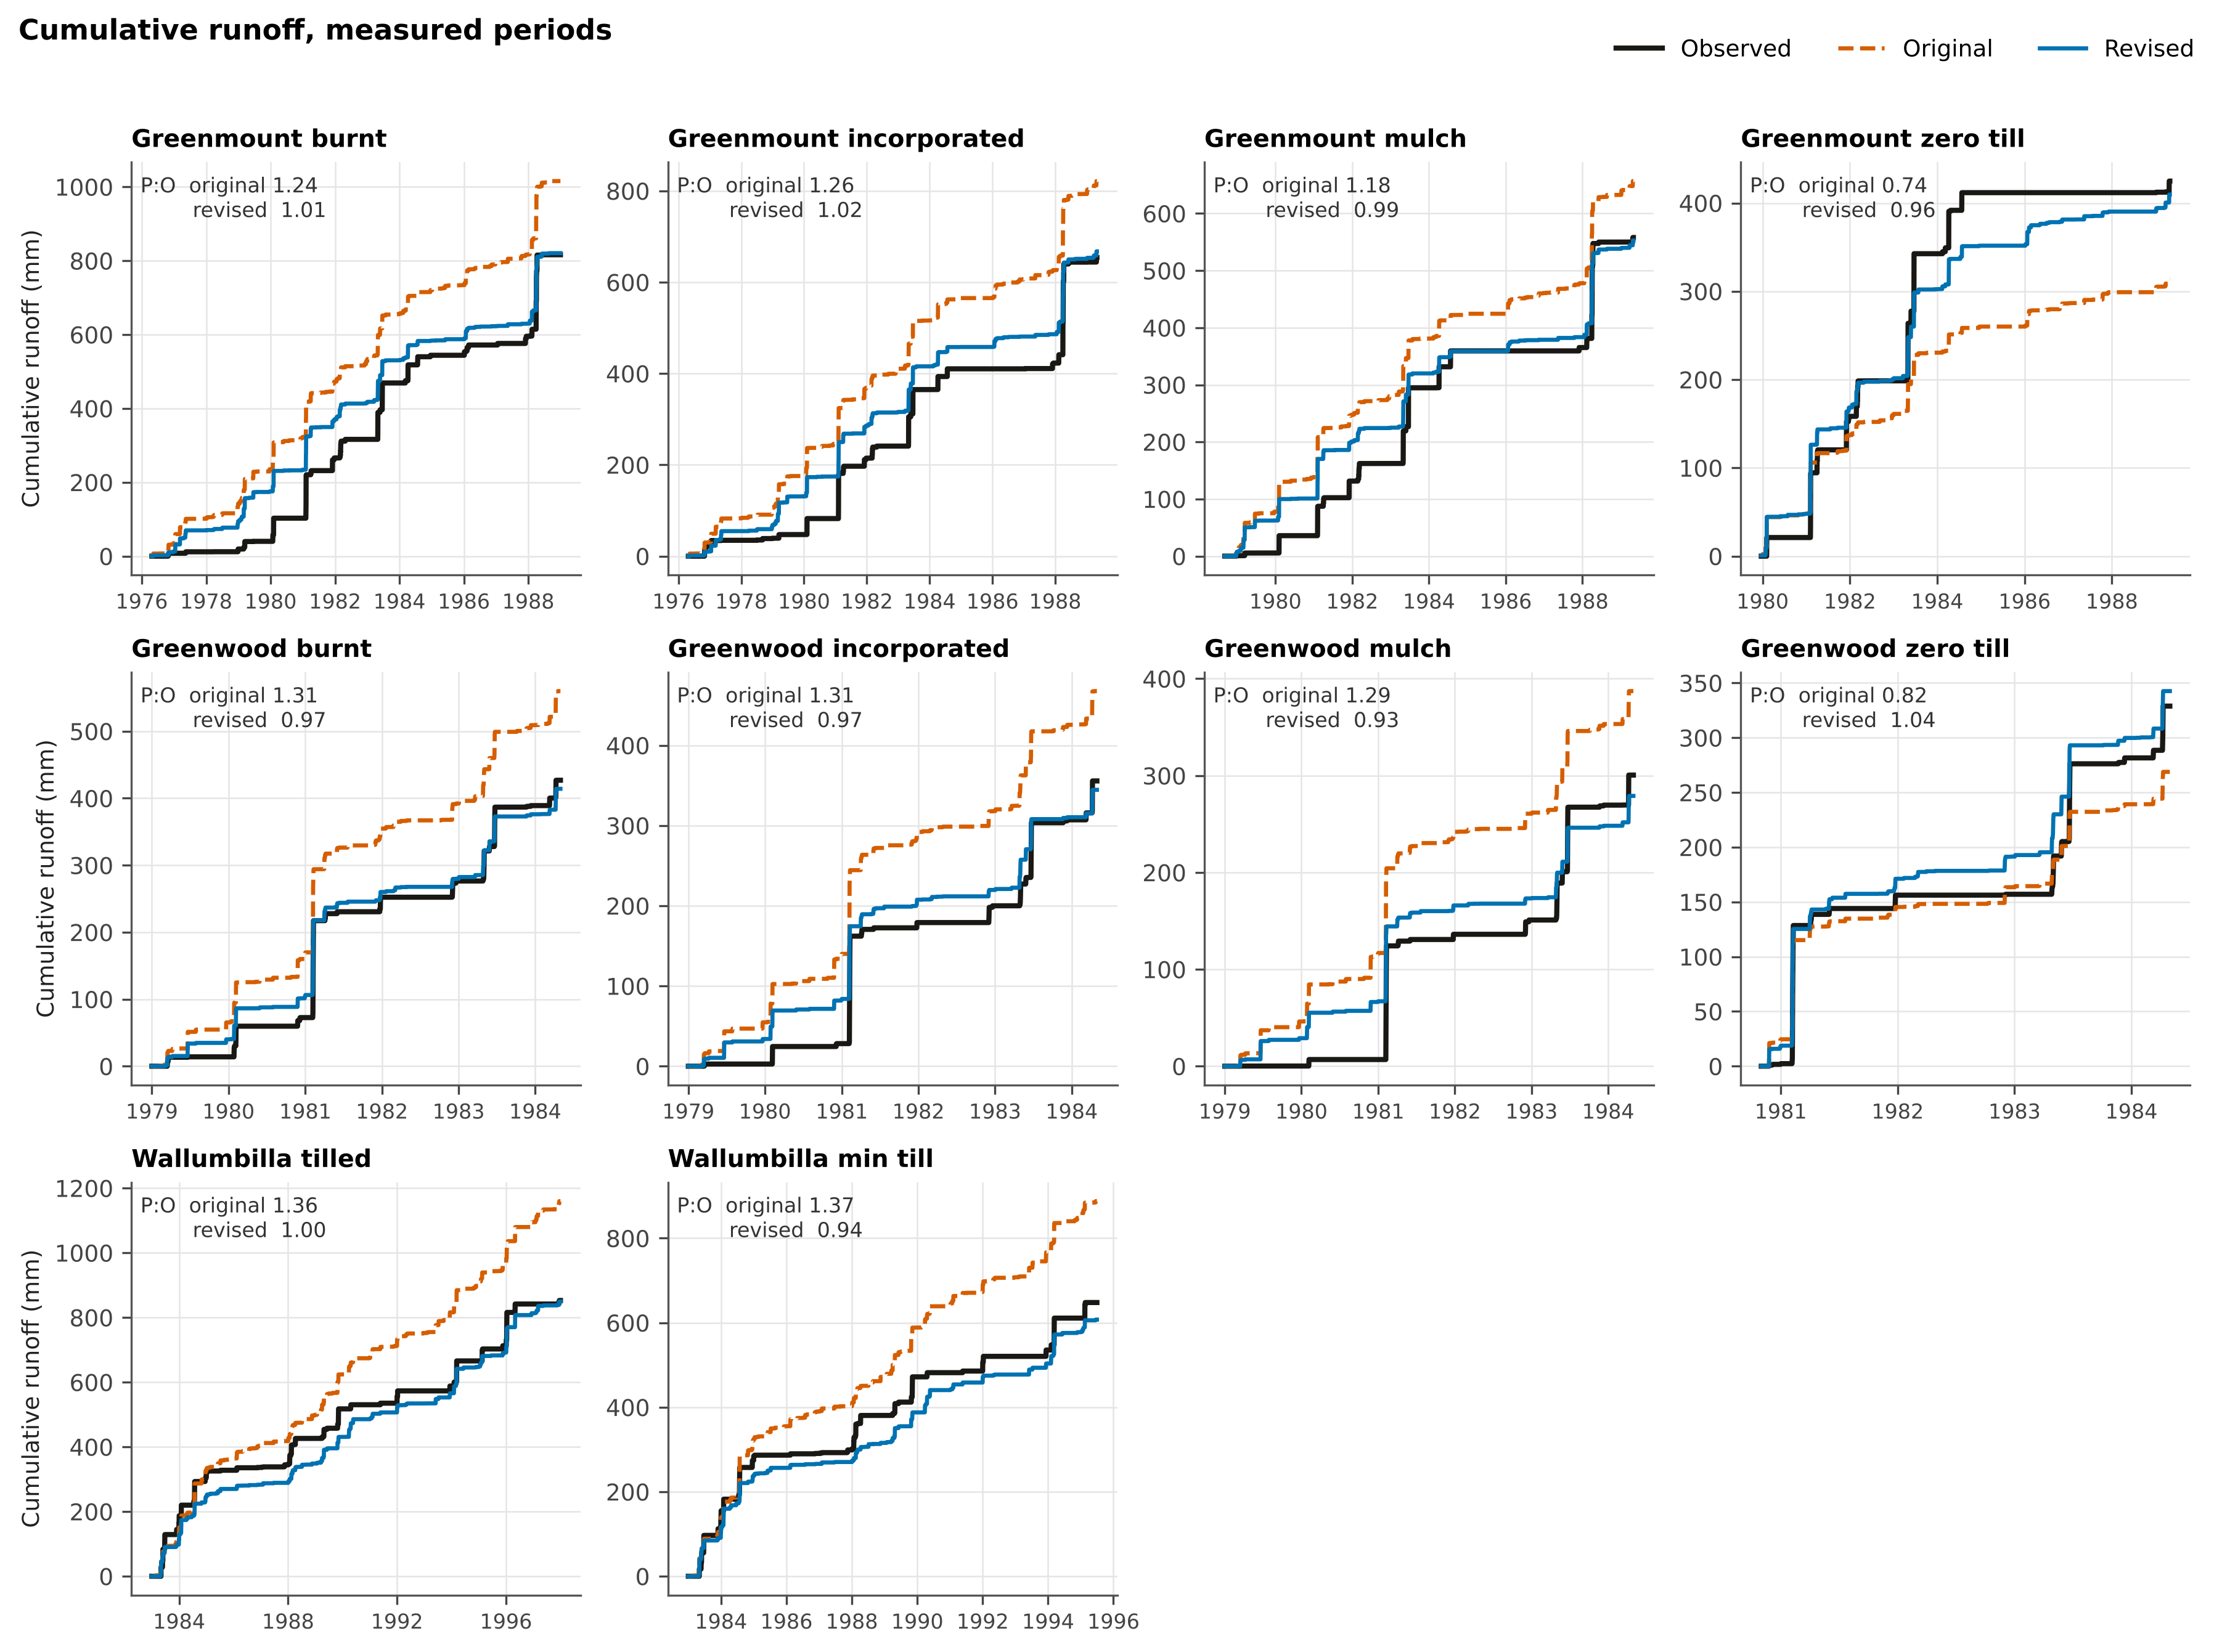 Cumulative runoff, measured periods
Observed Original Revised
Greenmount burnt
P:O original 1.24
revised 1.01
Cumulative runoff (mm)
1000
800
600
400
200
0
1976 1978 1980 1982 1984 1986 1988
Greenmount incorporated
P:O original 1.26
revised 1.02
800
600
400
200
0
1976 1978 1980 1982 1984 1986 1988
Greenmount mulch
P:O original 1.18
revised 0.99
600
500
400
300
200
100
0
1980 1982 1984 1986 1988
Greenmount zero till
P:O original 0.74
revised 0.96
400
300
200
100
0
1980 1982 1984 1986 1988
Greenwood burnt
P:O original 1.31
revised 0.97
Cumulative runoff (mm)
500
400
300
200
100
0
1979 1980 1981 1982 1983 1984
Greenwood incorporated
P:O original 1.31
revised 0.97
400
300
200
100
0
1979 1980 1981 1982 1983 1984
Greenwood mulch
P:O original 1.29
revised 0.93
400
300
200
100
0
1979 1980 1981 1982 1983 1984
Greenwood zero till
P:O original 0.82
revised 1.04
350
300
250
200
150
100
50
0
1981 1982 1983 1984
Wallumbilla tilled
P:O original 1.36
revised 1.00
Cumulative runoff (mm)
1200
1000
800
600
400
200
0
1984 1988 1992 1996
Wallumbilla min till
P:O original 1.37
revised 0.94
800
600
400
200
0
1984 1986 1988 1990 1992 1994 1996